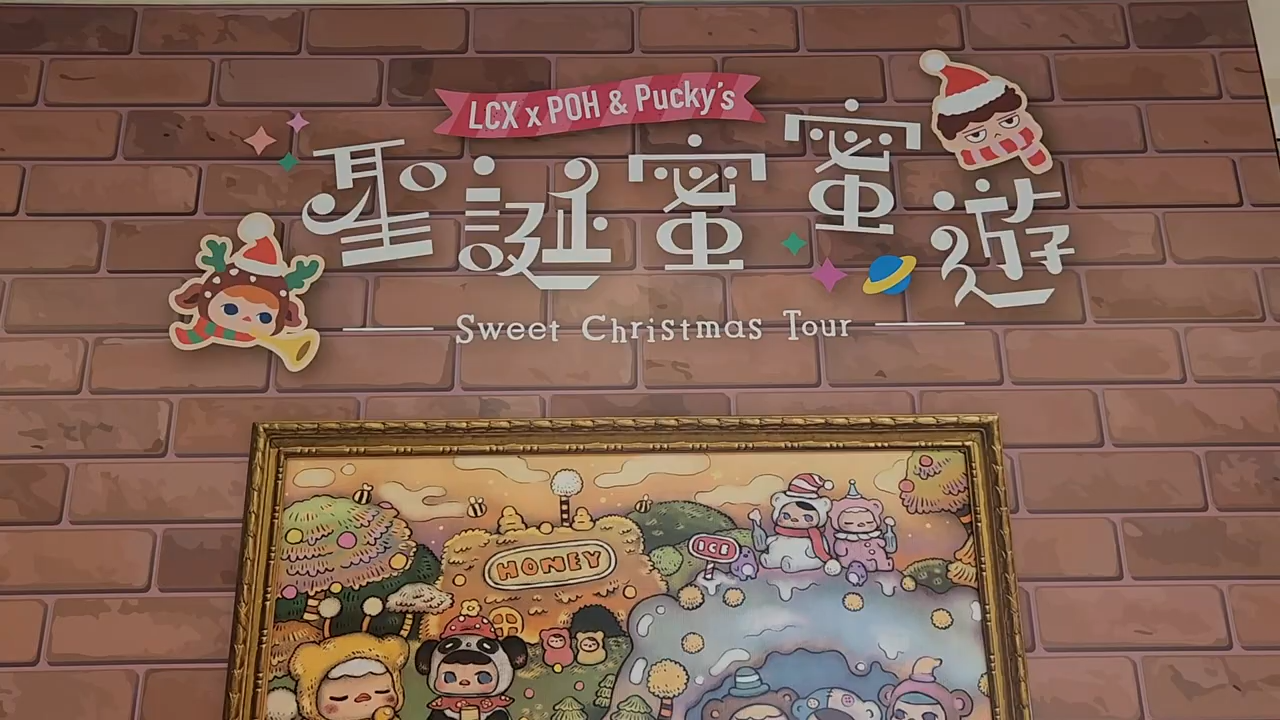 LCX x POH & Pucky's
聖誕蜜蜜遊
Sweet Christmas Tour
HONEY
ICE